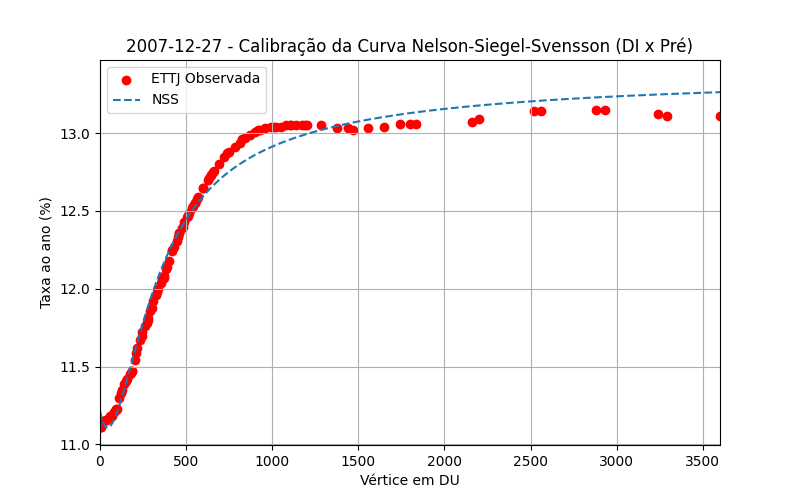 2007-12-27 - Calibração da Curva Nelson-Siegel-Svensson (DI x Pré)
ETTJ Observada
NSS
Taxa ao ano (%)
13.0
12.5
12.0
11.5
11.0
0 500 1000 1500 2000 2500 3000 3500
Vértice em DU